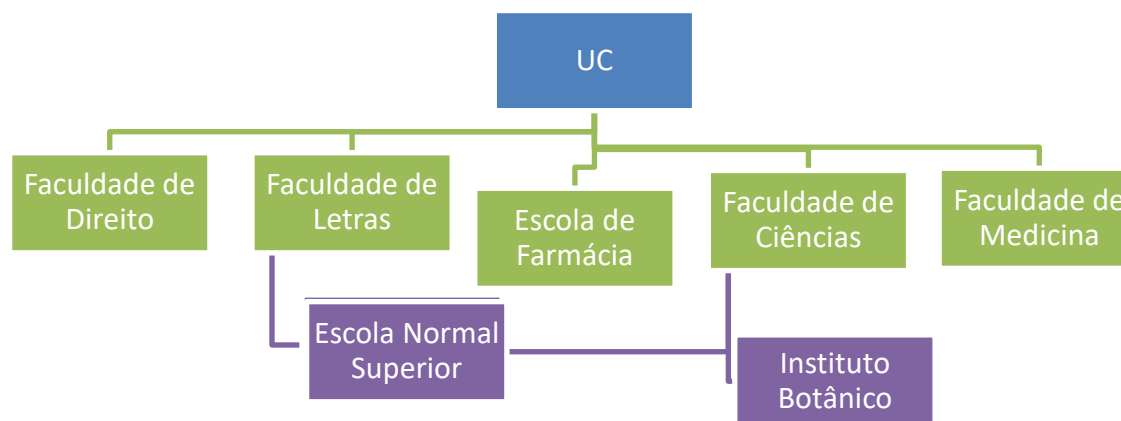 UC
Faculdade de
Direito
Faculdade de
Letras
Escola de
Farmácia
Faculdade de
Ciências
Faculdade de
Medicina
Escola Normal
Superior
Instituto
Botânico